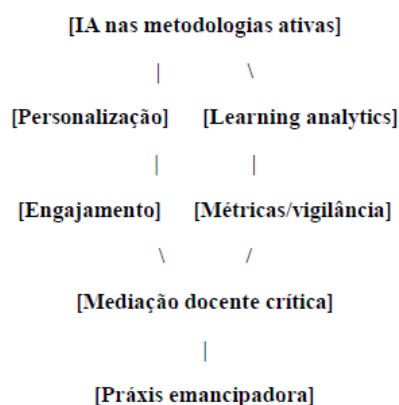 [IA nas metodologias ativas]
| \
[Personalização] [Learning analytics]
| |
[Engajamento] [Métricas/vigilância]
\ /
[Mediação docente crítica]
|
[Práxis emancipadora]